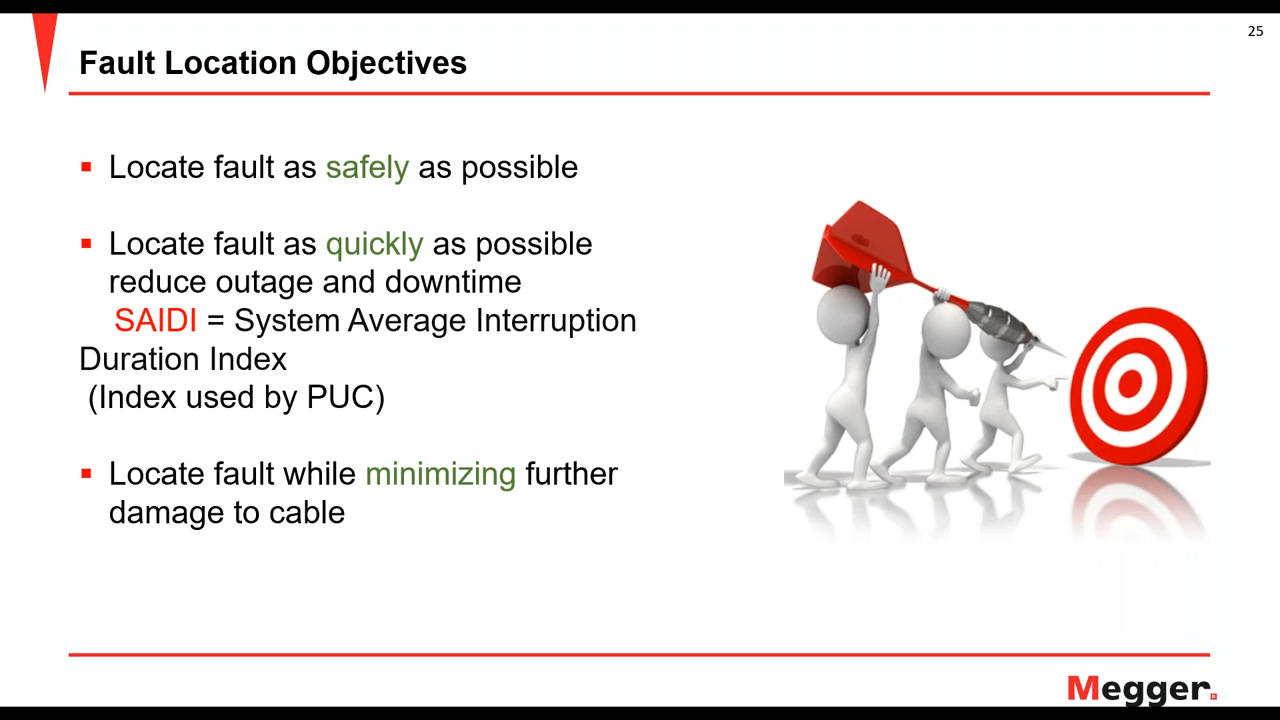 25
Fault Location Objectives
Locate fault as safely as possible
Locate fault as quickly as possible
reduce outage and downtime
SAIDI = System Average Interruption
Duration Index
(Index used by PUC)
Locate fault while minimizing further
damage to cable
Megger.